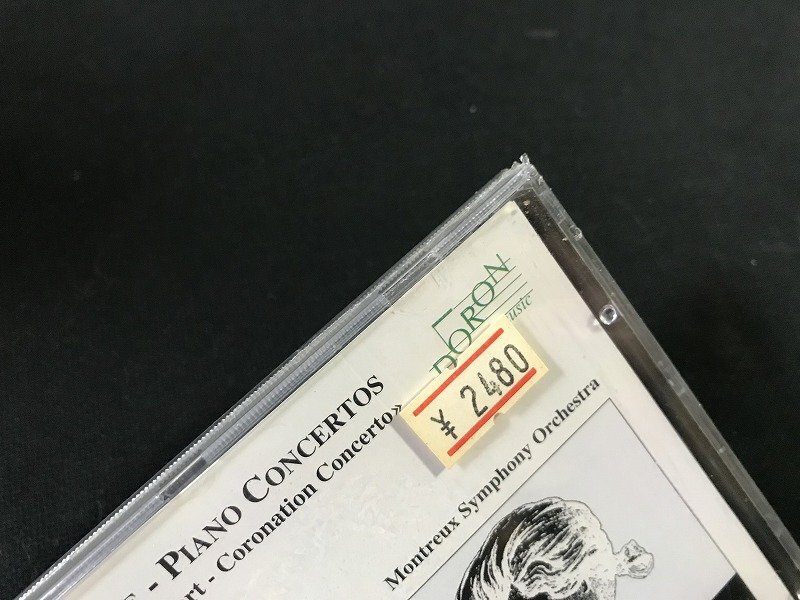 DORON
¥ 2480
- PIANO CONCERTOS
- Coronation Concerto»
Montreux Symphony Orchestra